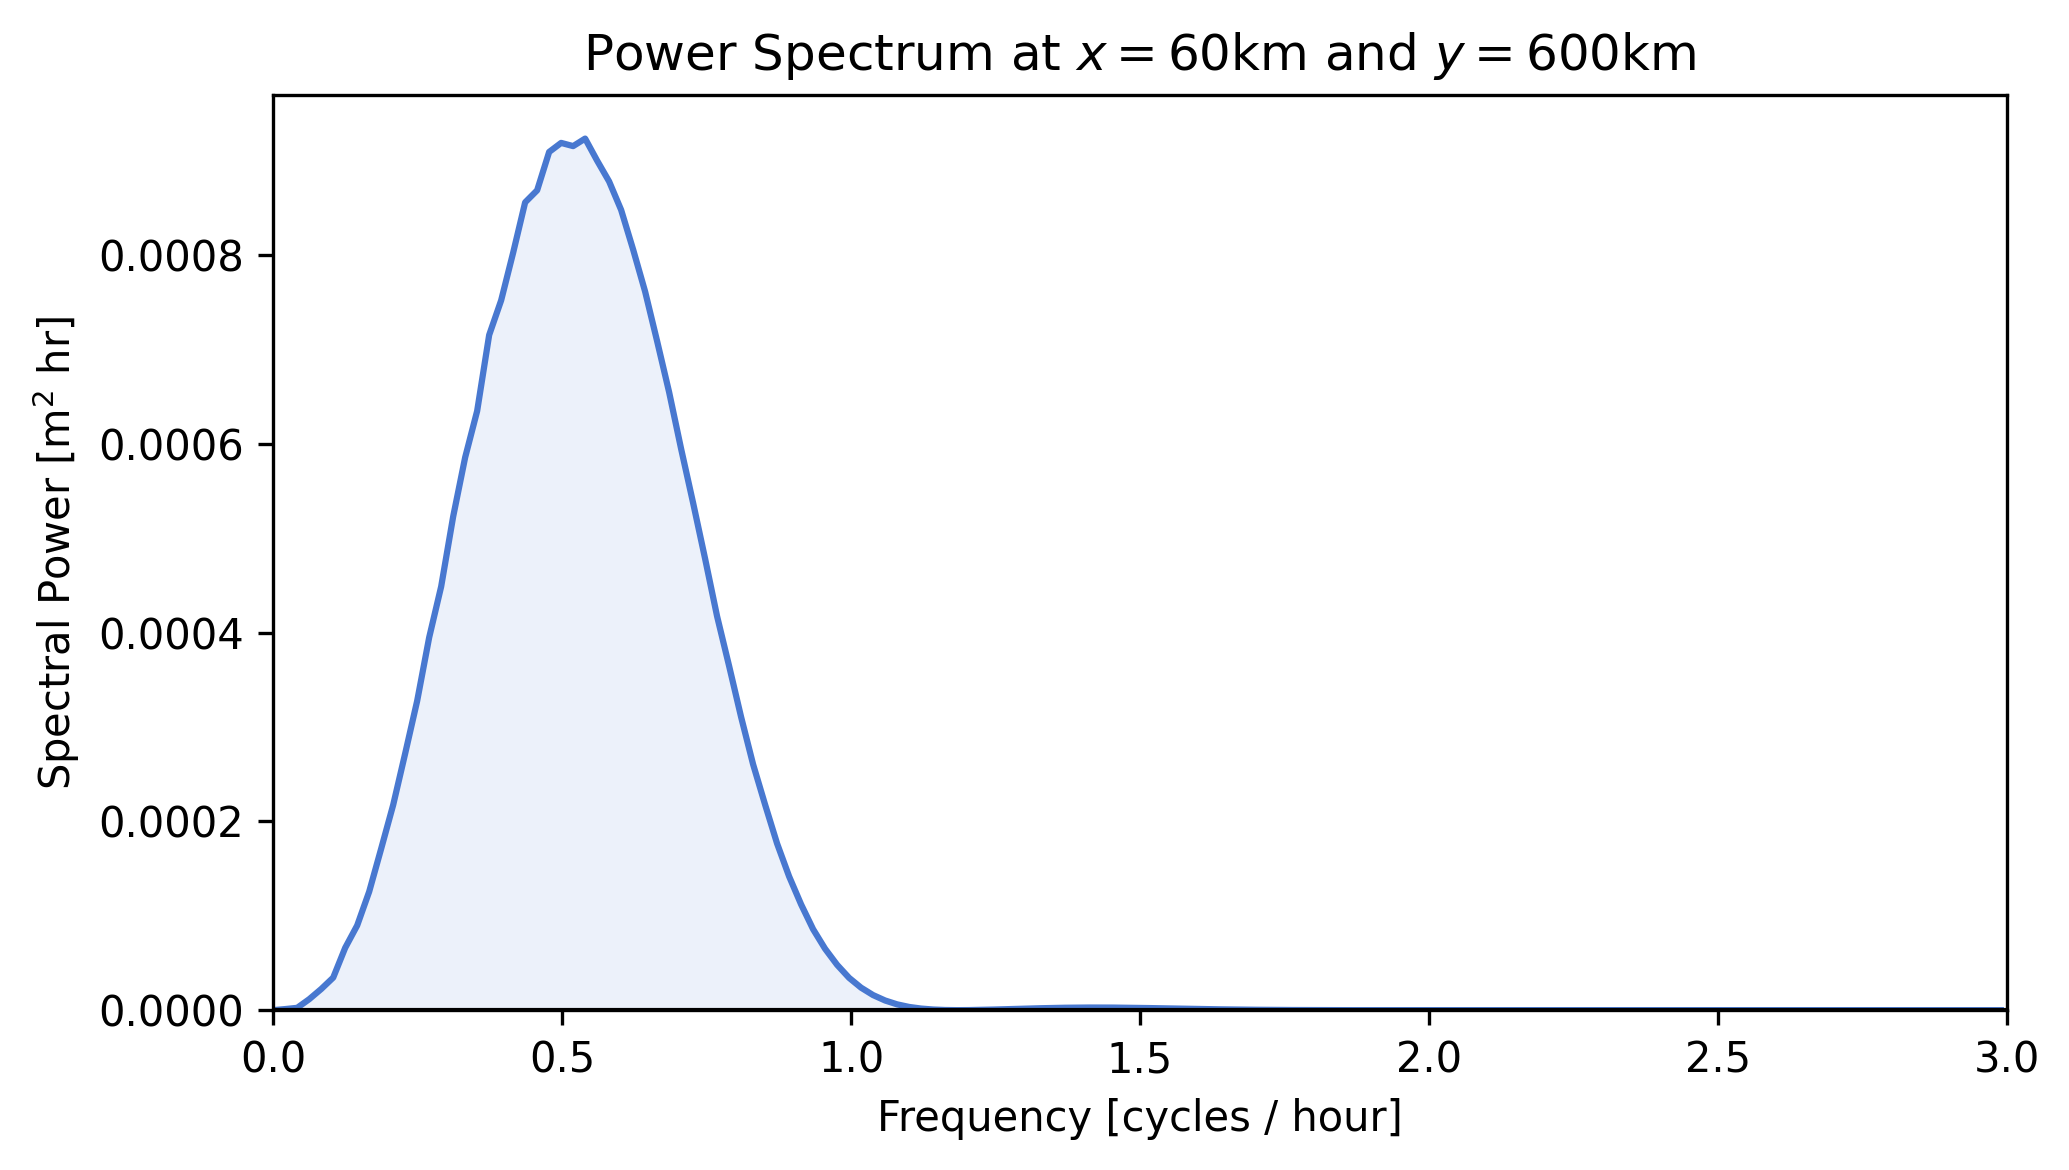 Power Spectrum at x = 60km and y = 600km
Spectral Power [m² hr]
0.0008
0.0006
0.0004
0.0002
0.0000
0.0 0.5 1.0 1.5 2.0 2.5 3.0
Frequency [cycles / hour]